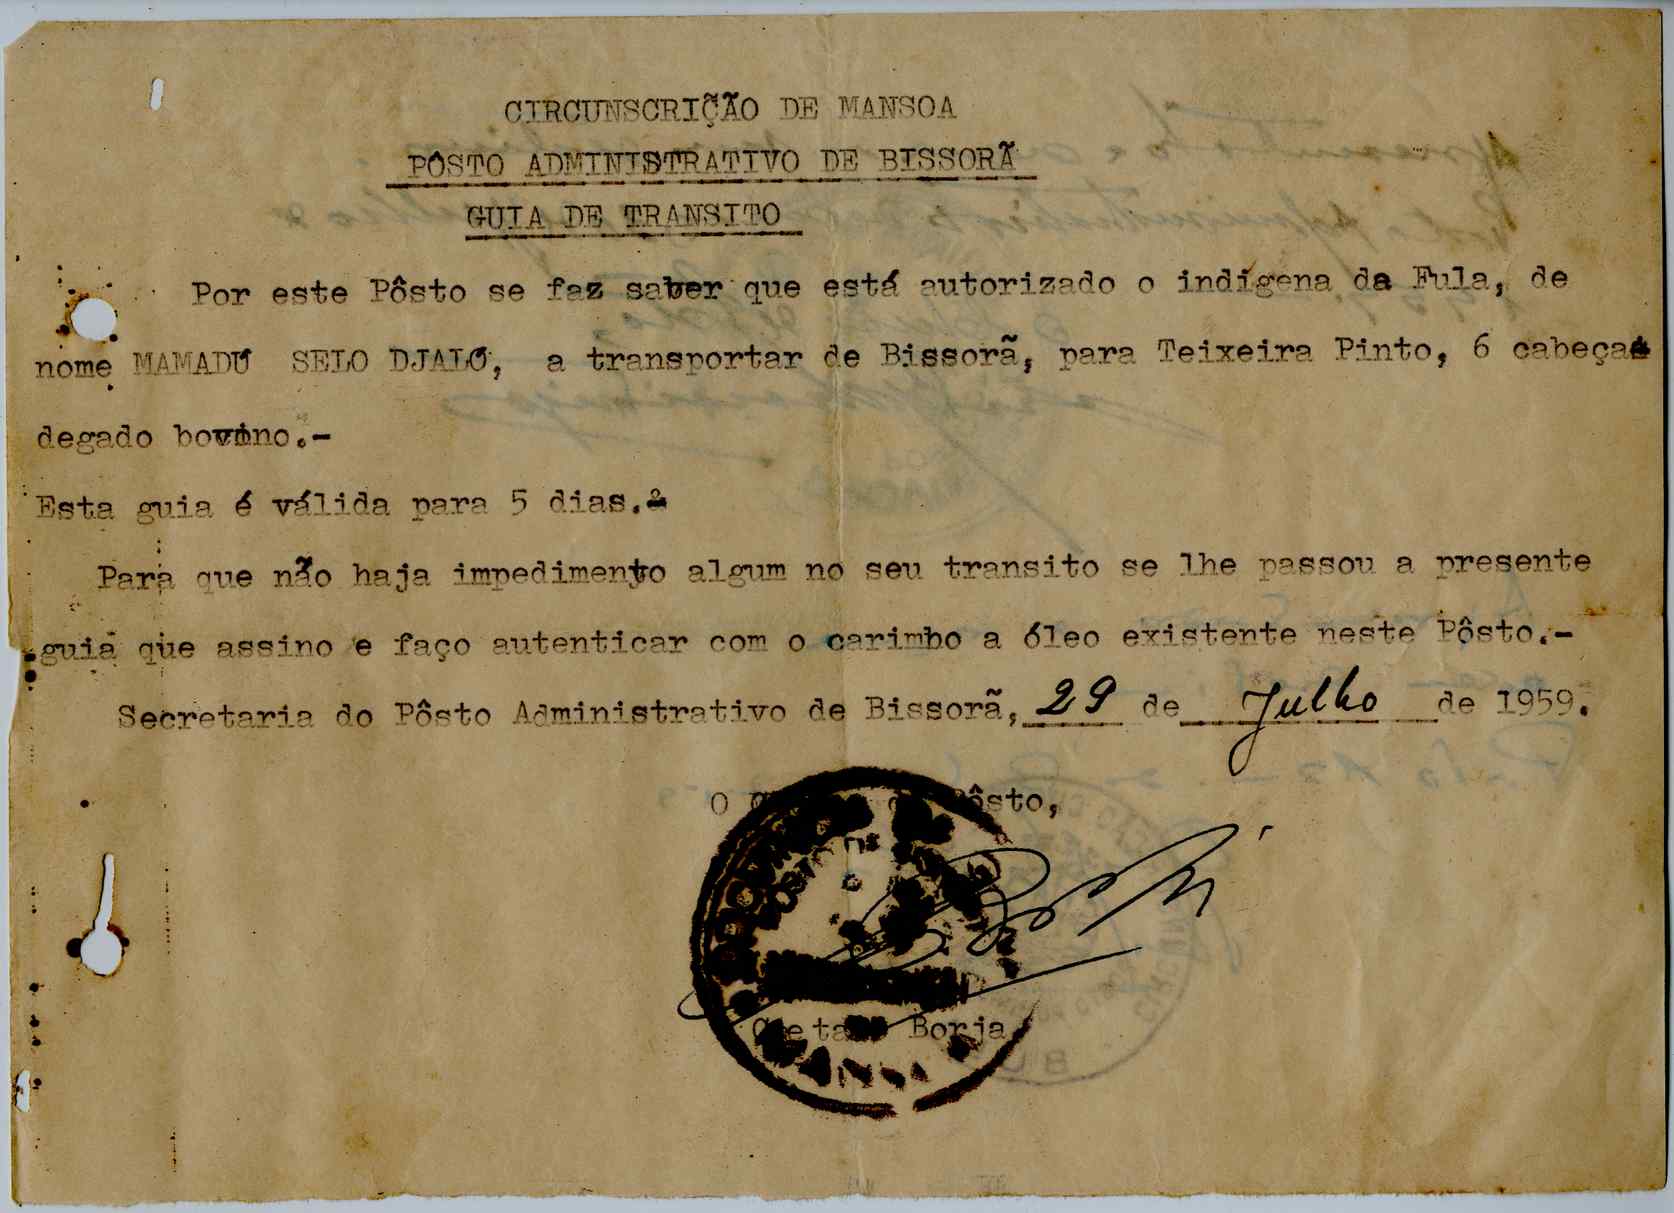 CIRCUNSCRIÇÃO DE MANSOA
PÔSTO ADMINISTRATIVO DE BISSORÃ
GUIA DE TRANSITO
Por este Pôsto se faz saber que está autorizado o indígena da Fula, de
nome MAMADÚ SELO DJALÓ, a transportar de Bissorã, para Teixeira Pinto, 6 cabeças
degado bovino.-
Esta guia é válida para 5 dias.-
Para que não haja impedimento algum no seu transito se lhe passou a presente
guia que assino e faço autenticar com o carimbo a óleo existente neste Pôsto.-
Secretaria do Pôsto Administrativo de Bissorã, 29 de Julho de 1959.
O Pôsto,
Borja